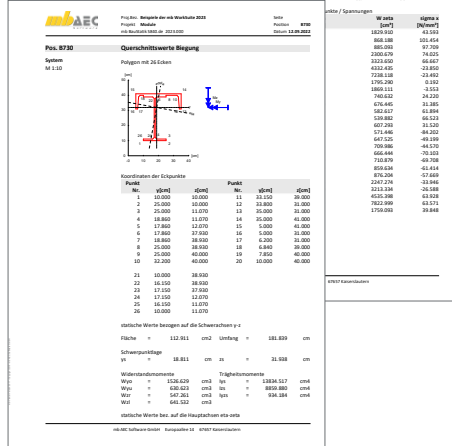 mb AEC
SOFTWARE
Proj.Bez. Beispiele der mb WorkSuite 2023 Seite
Projekt Module Position B730
mb BauStatik S840.de 2023.000 Datum 12.09.2022
Pos. B730 Querschnittswerte Biegung
System Polygon mit 26 Ecken
M 1:10
Koordinaten der Eckpunkte
Punkt Punkt
Nr. y[cm] z[cm] Nr. y[cm] z[cm]
1 10.000 10.000 11 33.150 39.000
2 25.000 10.000 12 33.800 31.000
3 25.000 11.070 13 35.000 31.000
4 18.860 11.070 14 35.000 41.000
5 17.860 12.070 15 5.000 41.000
6 17.860 37.930 16 5.000 31.000
7 18.860 38.930 17 6.200 31.000
8 25.000 38.930 18 6.840 39.000
9 25.000 40.000 19 7.850 40.000
10 32.200 40.000 20 10.000 40.000
21 10.000 38.930
22 16.150 38.930
23 17.150 37.930
24 17.150 12.070
25 16.150 11.070
26 10.000 11.070
statische Werte bezogen auf die Schwerachsen y-z
Fläche = 112.911 cm2 Umfang = 181.839 cm
Schwerpunktlage
ys = 18.811 cm zs = 31.938 cm
Widerstandsmomente Trägheitsmomente
Wyo = 1526.629 cm3 Iys = 13834.517 cm4
Wyu = 630.623 cm3 Izs = 8859.880 cm4
Wzr = 547.261 cm3 Iyzs = 934.184 cm4
Wzl = 641.532 cm3
statische Werte bez. auf die Hauptachsen eta-zeta
mb AEC Software GmbH Europaallee 14 67657 Kaiserslautern
unkte / Spannungen
W zeta sigma x
[cm³] [N/mm²]
1829.910 43.593
868.188 101.454
885.093 97.709
2300.679 74.025
3323.650 66.667
4332.435 -23.850
7238.118 -23.492
1795.290 0.192
1869.111 -3.553
740.632 24.220
676.445 31.385
582.617 61.894
539.882 66.523
607.293 31.520
571.446 -84.202
647.525 -49.199
709.986 -44.570
666.444 -70.103
710.879 -69.708
859.634 -61.414
876.204 -57.669
2247.274 -33.946
3213.334 -26.588
4535.398 63.928
7822.999 63.571
1759.093 39.848
67657 Kaiserslautern